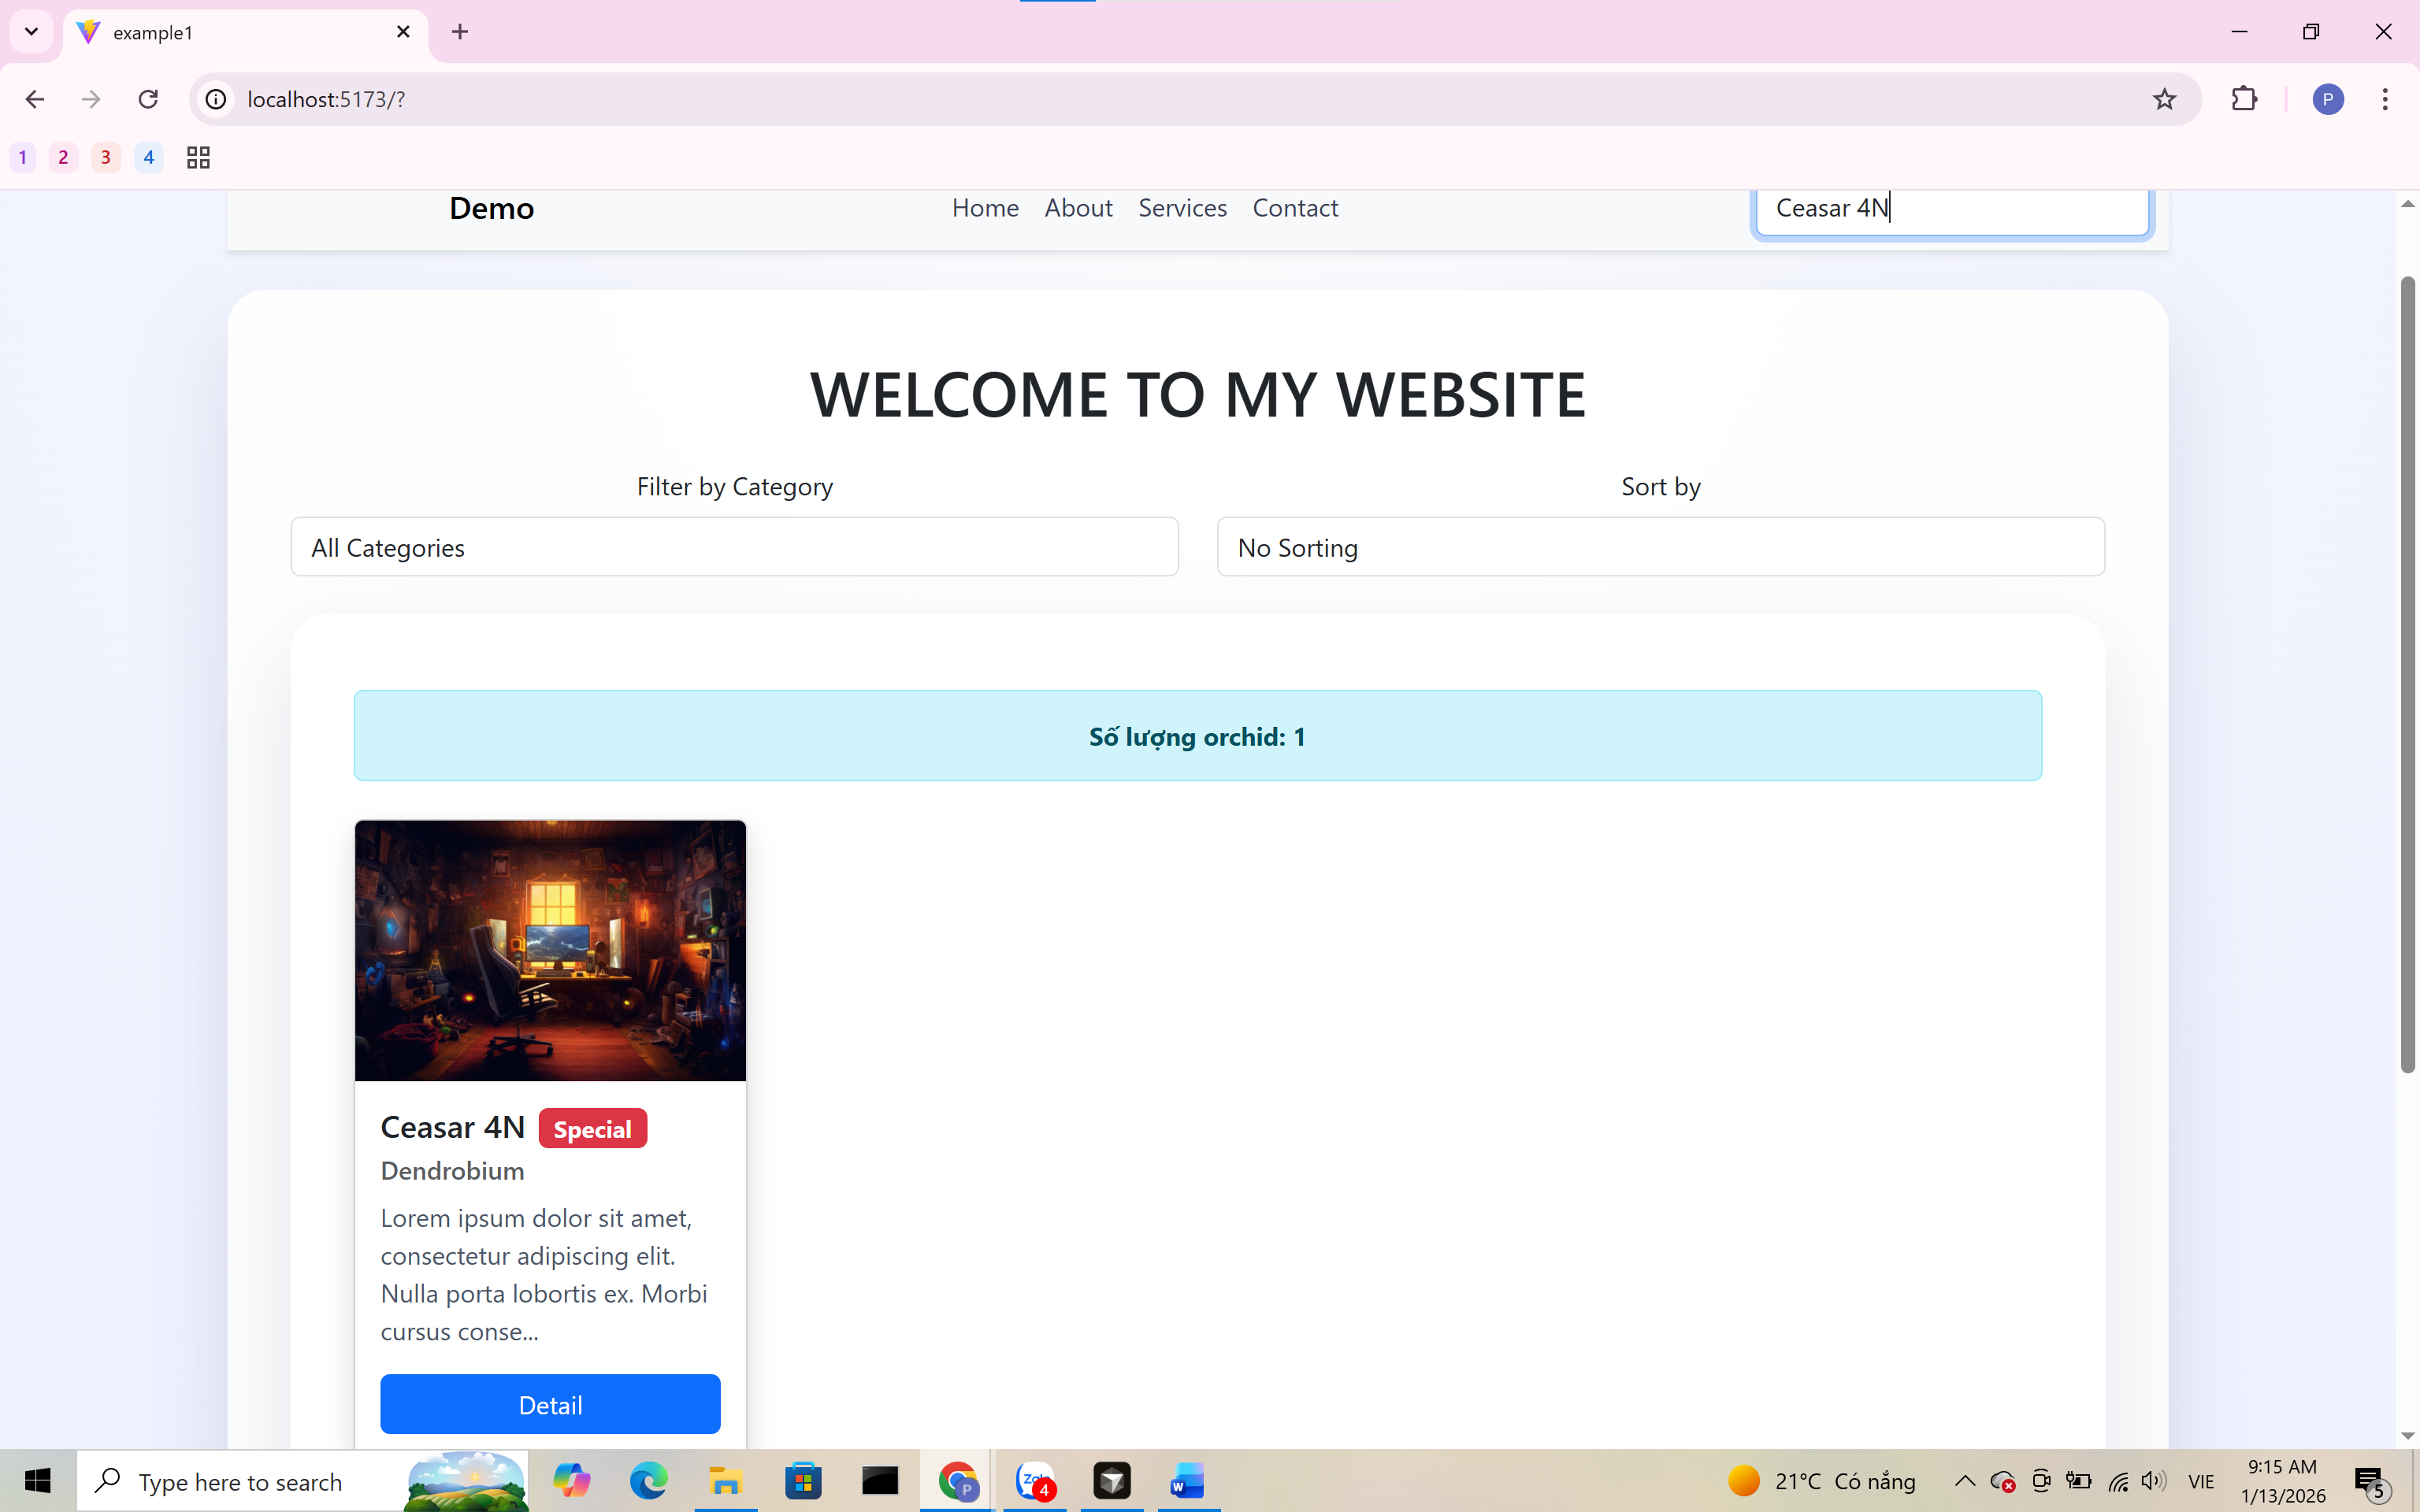 example1
localhost:5173/?
P
1 2 3 4
Demo Home About Services Contact Ceasar 4N
WELCOME TO MY WEBSITE
Filter by Category Sort by
All Categories No Sorting
Số lượng orchid: 1
Ceasar 4N Special
Dendrobium
Lorem ipsum dolor sit amet,
consectetur adipiscing elit.
Nulla porta lobortis ex. Morbi
cursus conse...
Detail
Type here to search P Zalo 4 W 21°C Có nắng VIE 9:15 AM 5
1/13/2026